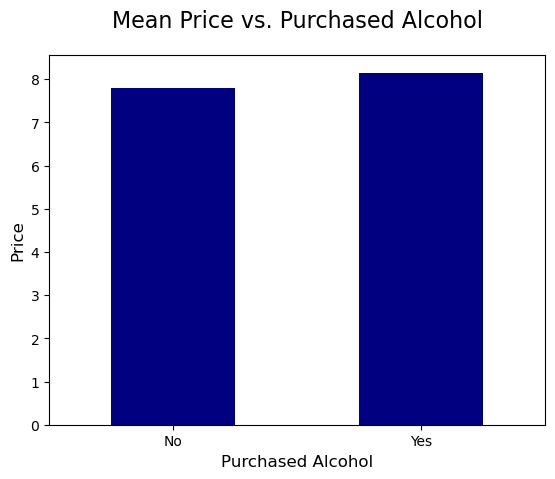 Mean Price vs. Purchased Alcohol
8
7
6
5
4
3
2
1
0
Price
No Yes
Purchased Alcohol